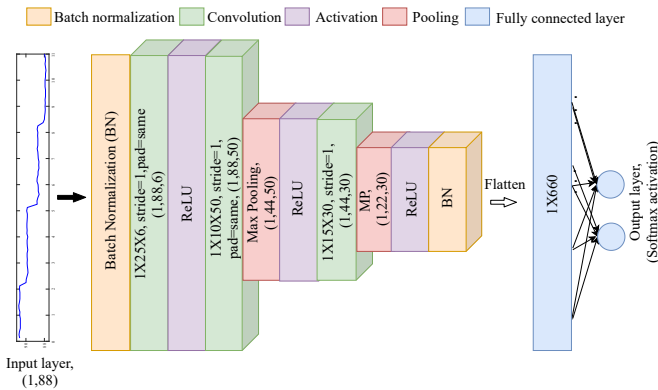 Batch normalization
Convolution
Activation
Pooling
Fully connected layer
Input layer,
(1,88)
Batch Normalization (BN)
1X25X6, stride=1,pad=same
(1,88,6)
ReLU
1X10X50, stride=1,
pad=same, (1,88,50)
Max Pooling,
(1,44,50)
ReLU
1X15X30, stride=1,
(1,44,30)
MP,
(1,22,30)
ReLU
BN
Flatten
1X660
Output layer,
(Softmax activation)